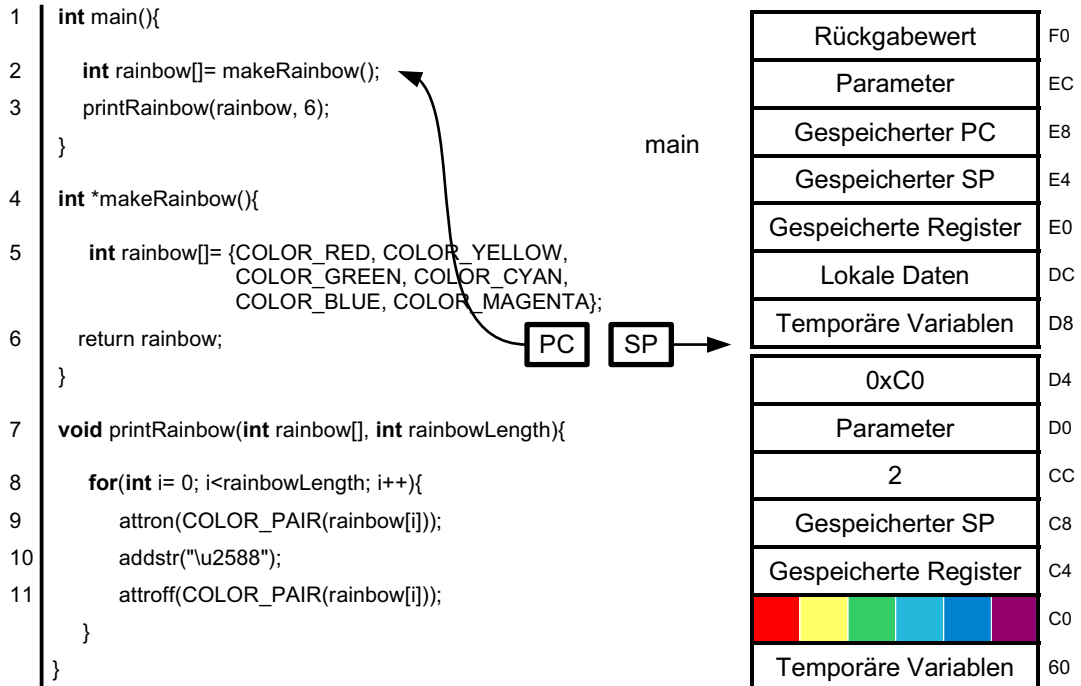 1 int main(){
2 int rainbow[]= makeRainbow();
3 printRainbow(rainbow, 6);
}
4 int *makeRainbow(){
5 int rainbow[]= {COLOR_RED, COLOR_YELLOW,
COLOR_GREEN, COLOR_CYAN,
COLOR_BLUE, COLOR_MAGENTA};
6 return rainbow;
}
7 void printRainbow(int rainbow[], int rainbowLength){
8 for(int i= 0; i<rainbowLength; i++){
9 attron(COLOR_PAIR(rainbow[i]));
10 addstr("\u2588");
11 attroff(COLOR_PAIR(rainbow[i]));
}
}
PC SP
main
Rückgabewert F0
Parameter EC
Gespeicherter PC E8
Gespeicherter SP E4
Gespeicherte Register E0
Lokale Daten DC
Temporäre Variablen D8
0xC0 D4
Parameter D0
2 CC
Gespeicherter SP C8
Gespeicherte Register C4
C0
Temporäre Variablen 60